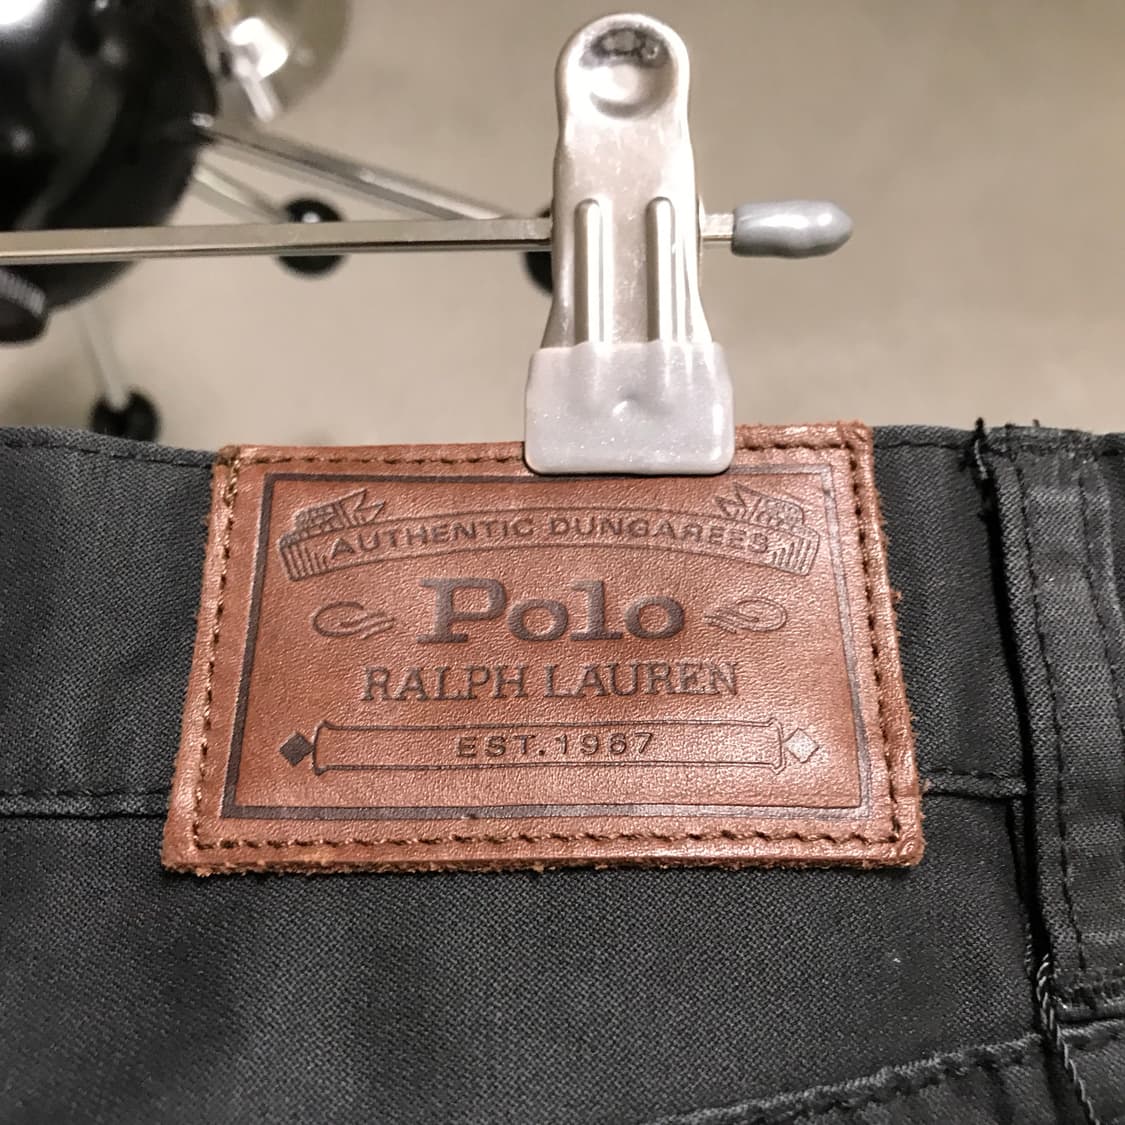 AUTHENTIC DUNGAREES
Polo
RALPH LAUREN
EST.1967